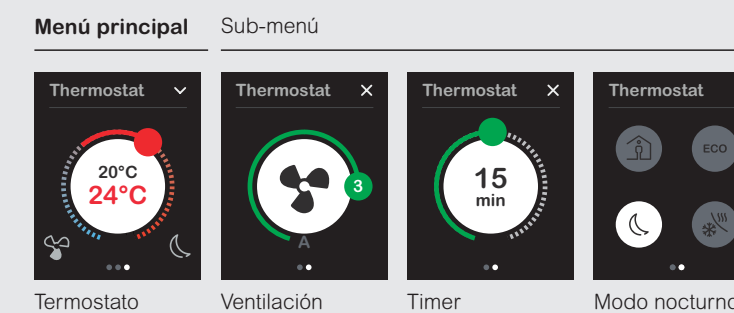 Menú principal Sub-menú
Thermostat Thermostat Thermostat Thermostat
20°C
24°C
3
15
min
ECO
A
Termostato Ventilación Timer Modo nocturno